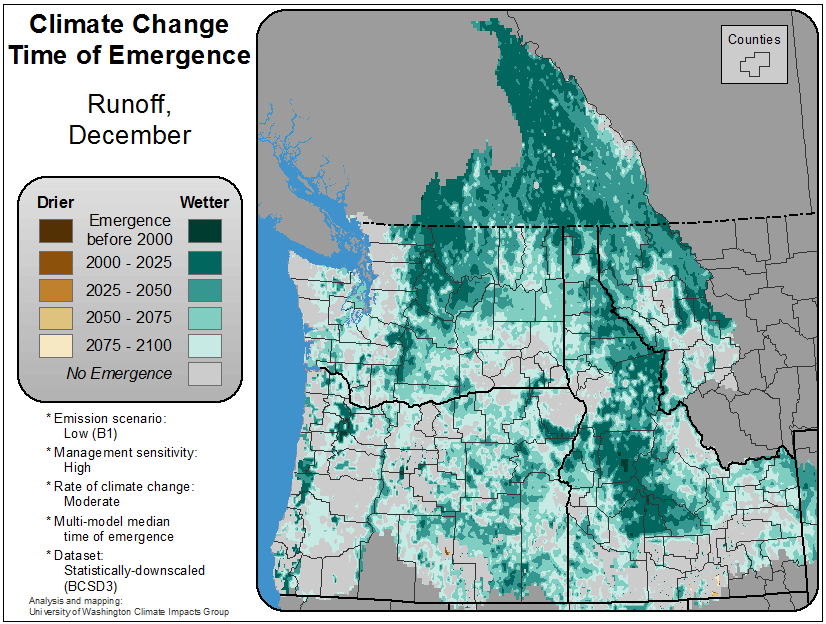 Climate Change
Time of Emergence
Runoff,
December
Drier
Wetter
Emergence
before 2000
2000 - 2025
2025 - 2050
2050 - 2075
2075 - 2100
No Emergence
* Emission scenario:
Low (B1)
* Management sensitivity:
High
* Rate of climate change:
Moderate
* Multi-model median
time of emergence
* Dataset:
Statistically-downscaled
(BCSD3)
Analysis and mapping:
University of Washington Climate Impacts Group
Counties